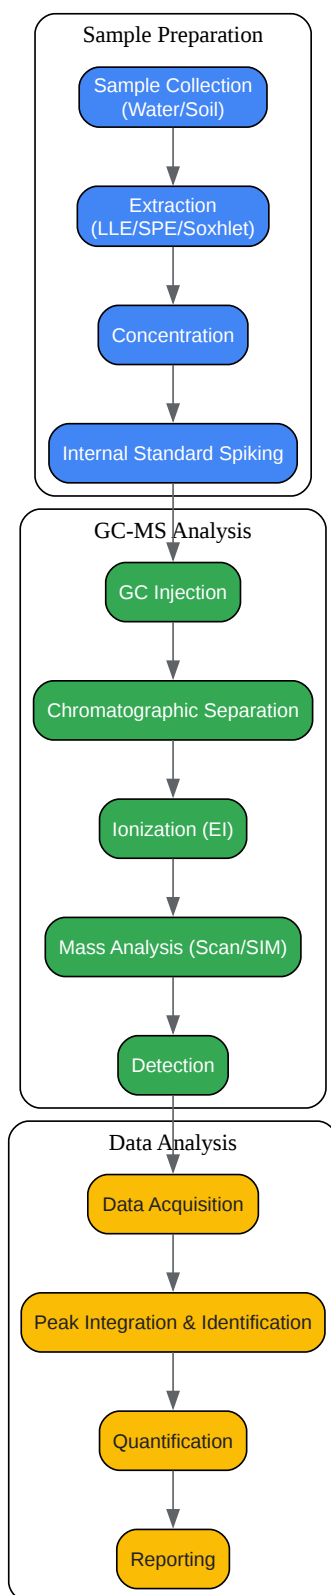 Sample Preparation
Sample Collection
(Water/Soil)
Extraction
(LLE/SPE/Soxhlet)
Concentration
Internal Standard Spiking
GC-MS Analysis
GC Injection
Chromatographic Separation
Ionization (EI)
Mass Analysis (Scan/SIM)
Detection
Data Analysis
Data Acquisition
Peak Integration & Identification
Quantification
Reporting